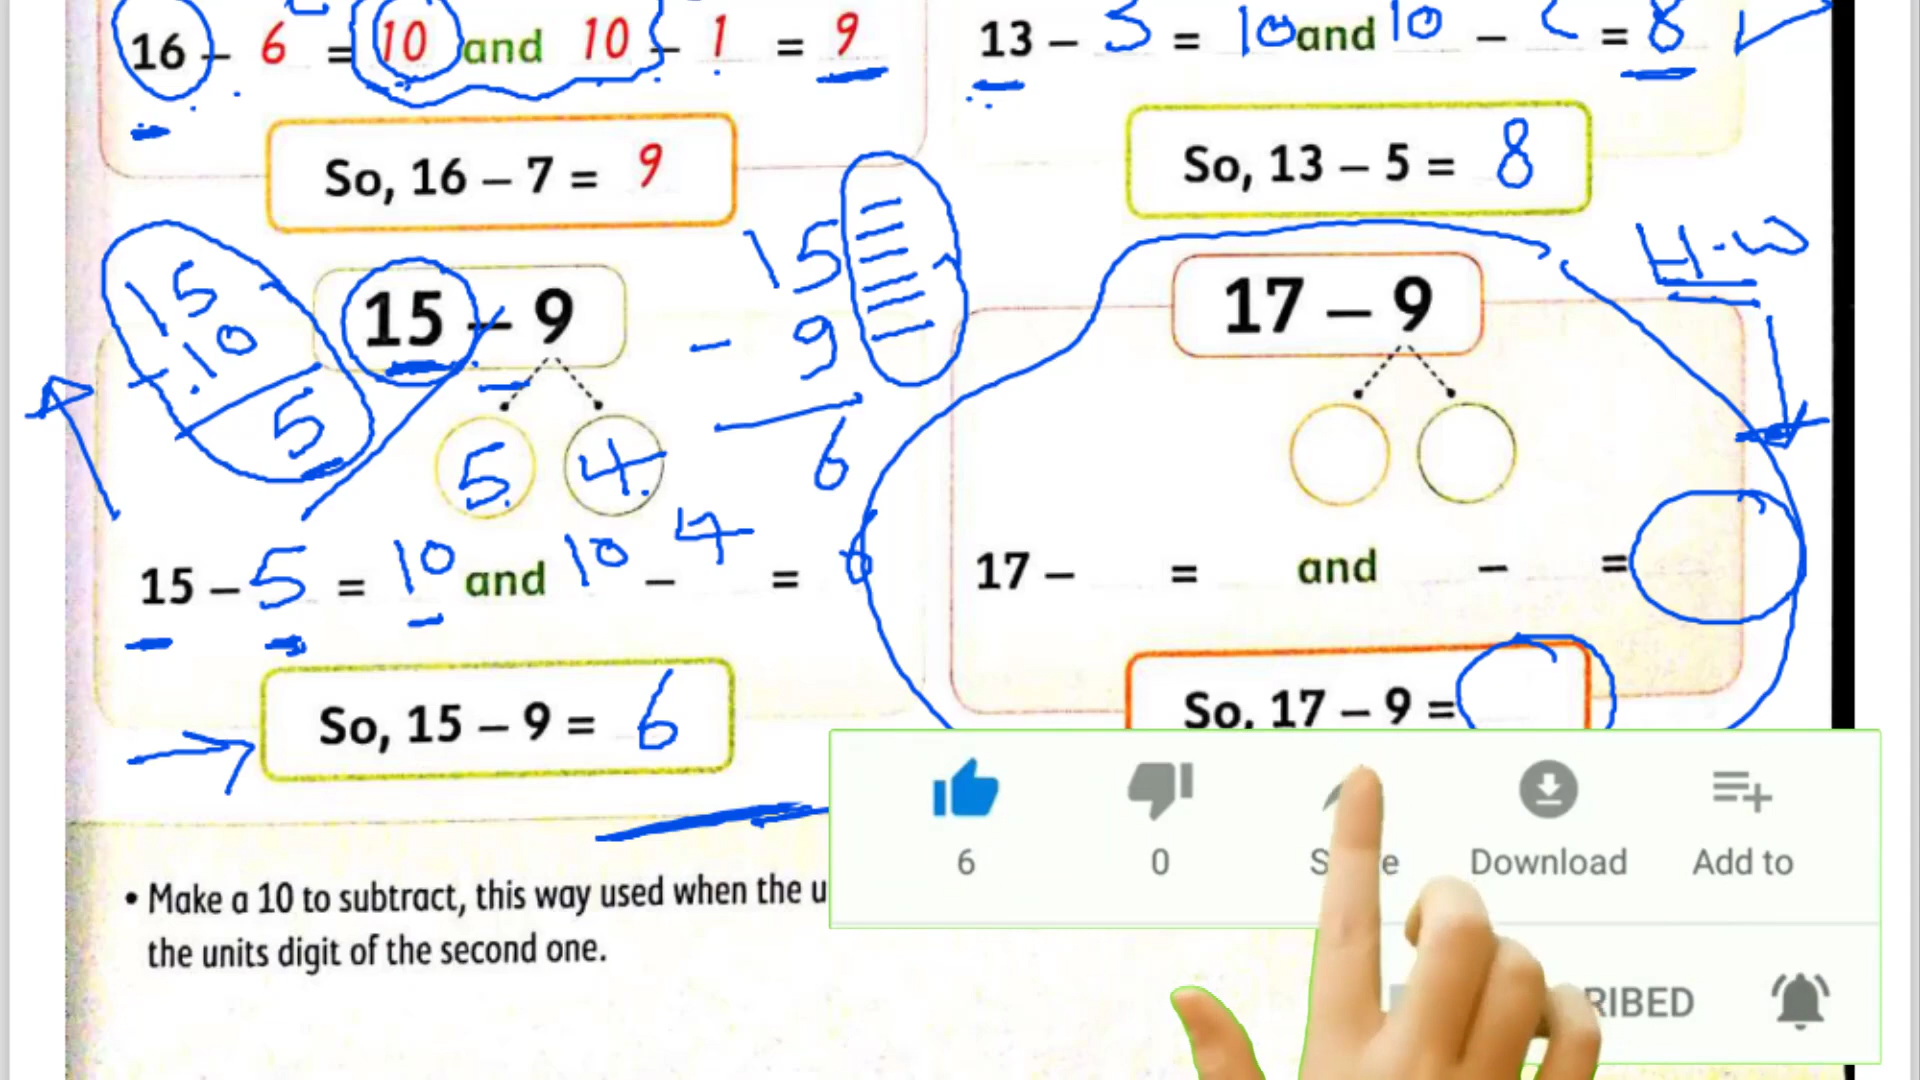 16 - 6 = 10 and 10 - 1 = 9
So, 16 - 7 = 9
15 - 9
5 4
15
- 10
5
15
- 9
6
15 - 5 = 10 and 10 - 4 = 6
So, 15 - 9 = 6
13 - 3 = 10 and 10 - = 8
So, 13 - 5 = 8
H.W
17 - 9
17 - = and - =
So, 17 - 9 =
• Make a 10 to subtract, this way used when the
the units digit of the second one.
6 0 Download Add to